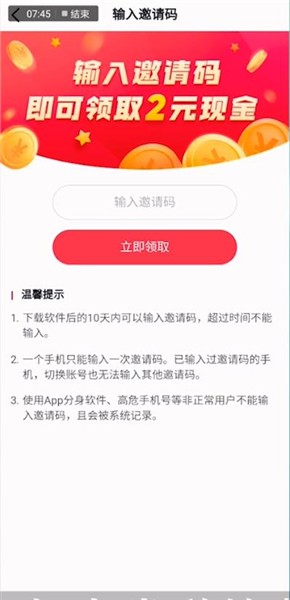 07:45 结束 输入邀请码
输入邀请码
即可领取2元现金
输入邀请码
立即领取
温馨提示
1. 下载软件后的10天内可以输入邀请码，超过时间不能
输入。
2. 一个手机只能输入一次邀请码。已输入过邀请码的手
机，切换账号也无法输入其他邀请码。
3. 使用App分身软件、高危手机号等非正常用户不能输
入邀请码，且会被系统记录。